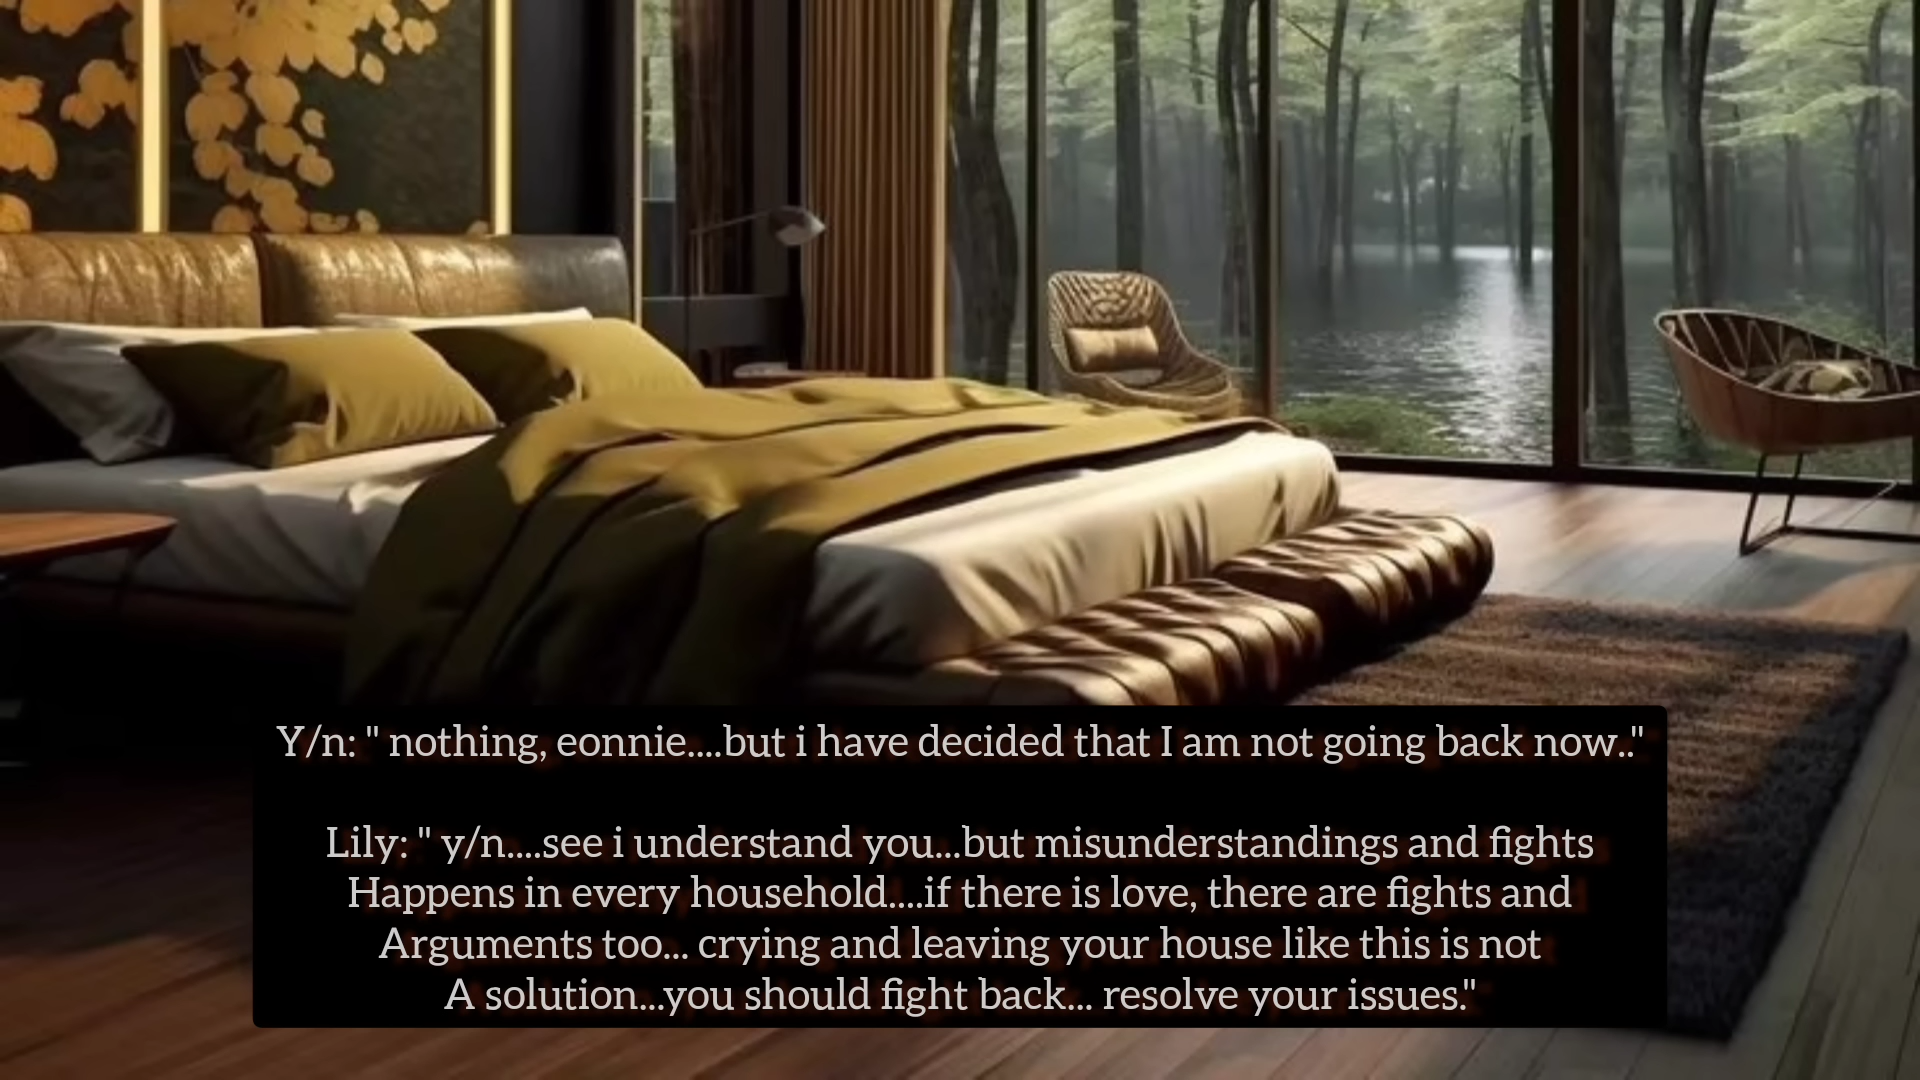 Y/n: " nothing, eonnie....but i have decided that I am not going back now.."
Lily: " y/n....see i understand you...but misunderstandings and fights
Happens in every household....if there is love, there are fights and
Arguments too... crying and leaving your house like this is not
A solution...you should fight back... resolve your issues."